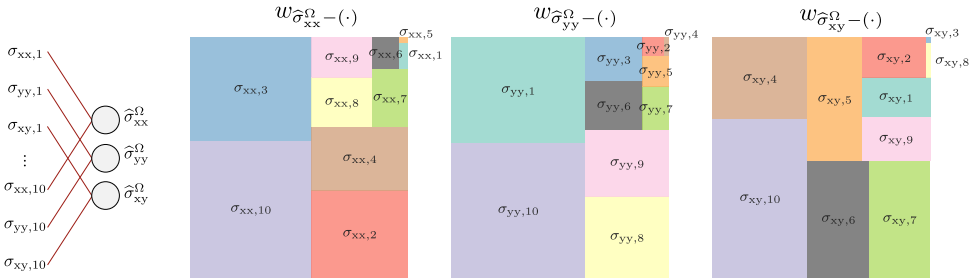 σxx,1
σyy,1
σxy,1
⋮
σxx,10
σyy,10
σxy,10
σ̂Ωxx
σ̂Ωyy
σ̂Ωxy
wσ̂Ωxx−(·)
σxx,3
σxx,10
σxx,9
σxx,8
σxx,6
σxx,5
σxx,1
σxx,7
σxx,4
σxx,2
wσ̂Ωyy−(·)
σyy,1
σyy,10
σyy,3
σyy,6
σyy,4
σyy,2
σyy,5
σyy,7
σyy,9
σyy,8
wσ̂Ωxy−(·)
σxy,4
σxy,10
σxy,5
σxy,2
σxy,3
σxy,8
σxy,1
σxy,9
σxy,6
σxy,7